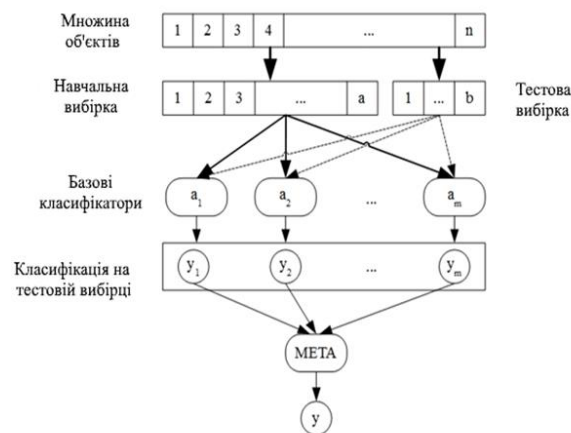 Множина
об'єктів
1 2 3 4 ... n
Навчальна
вибірка
1 2 3 ... a
1 ... b
Тестова
вибірка
Базові
класифікатори
a1 a2 ... am
Класифікація на
тестовій вибірці
y1 y2 ... ym
МЕТА
y